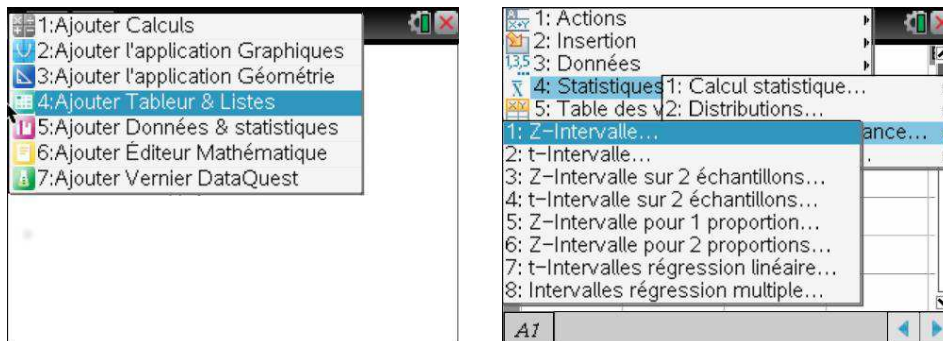 1:Ajouter Calculs
2:Ajouter l'application Graphiques
3:Ajouter l'application Géométrie
4:Ajouter Tableur & Listes
5:Ajouter Données & statistiques
6:Ajouter Éditeur Mathématique
7:Ajouter Vernier DataQuest
1: Actions
2: Insertion
3: Données
4: Statistiques
1: Calcul statistique...
5: Table des v
2: Distributions...
ance...
1: Z-Intervalle...
2: t-Intervalle...
3: Z-Intervalle sur 2 échantillons...
4: t-Intervalle sur 2 échantillons...
5: Z-Intervalle pour 1 proportion...
6: Z-Intervalle pour 2 proportions...
7: t-Intervalles régression linéaire...
8: Intervalles régression multiple...
A1